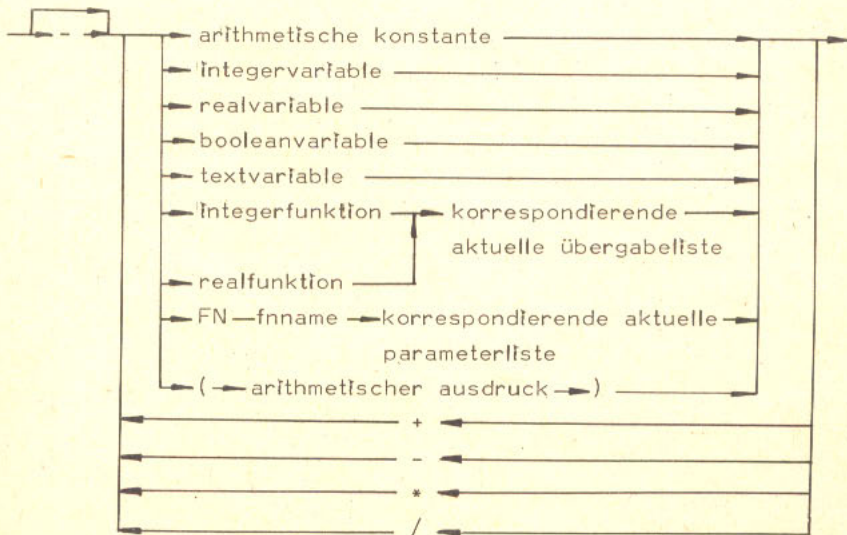 -
arithmetische konstante
integervariable
realvariable
booleanvariable
textvariable
integerfunktion korrespondierende
aktuelle übergabeliste
realfunktion
FN fnname korrespondierende aktuelle
parameterliste
( arithmetischer ausdruck )
+
-
*
/